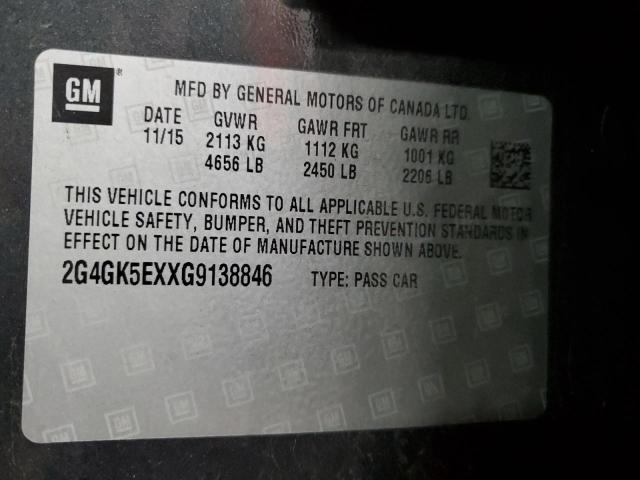 GM
MFD BY GENERAL MOTORS OF CANADA LTD.
DATE GVWR GAWR FRT GAWR RR
11/15 2113 KG 1112 KG 1001 KG
4656 LB 2450 LB 2206 LB
THIS VEHICLE CONFORMS TO ALL APPLICABLE U.S. FEDERAL MOTOR
VEHICLE SAFETY, BUMPER, AND THEFT PREVENTION STANDARDS IN
EFFECT ON THE DATE OF MANUFACTURE SHOWN ABOVE.
2G4GK5EXXG9138846 TYPE: PASS CAR